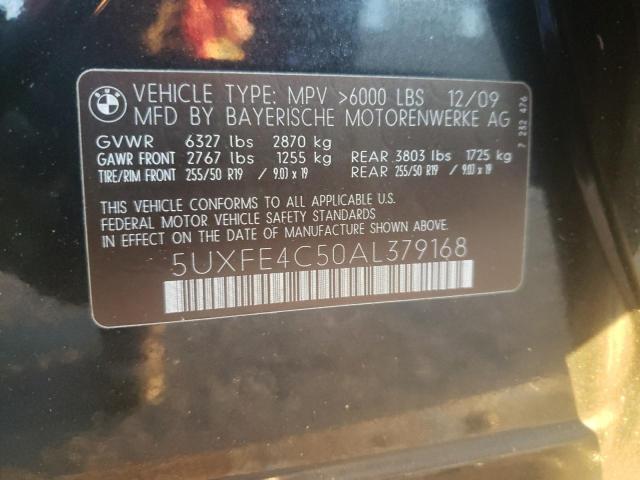 BMW
VEHICLE TYPE: MPV >6000 LBS 12/09
MFD BY BAYERISCHE MOTORENWERKE AG
GVWR 6327 lbs 2870 kg
GAWR FRONT 2767 lbs 1255 kg REAR 3803 lbs 1725 kg
TIRE/RIM FRONT 255/50 R19 / 9.0J x 19 REAR 255/50 R19 / 9.0J x 19
THIS VEHICLE CONFORMS TO ALL APPLICABLE U.S.
FEDERAL MOTOR VEHICLE SAFETY STANDARDS IN
EFFECT ON THE DATE OF MANUFACTURE SHOWN ABOVE.
5UXFE4C50AL379168
7 232 476